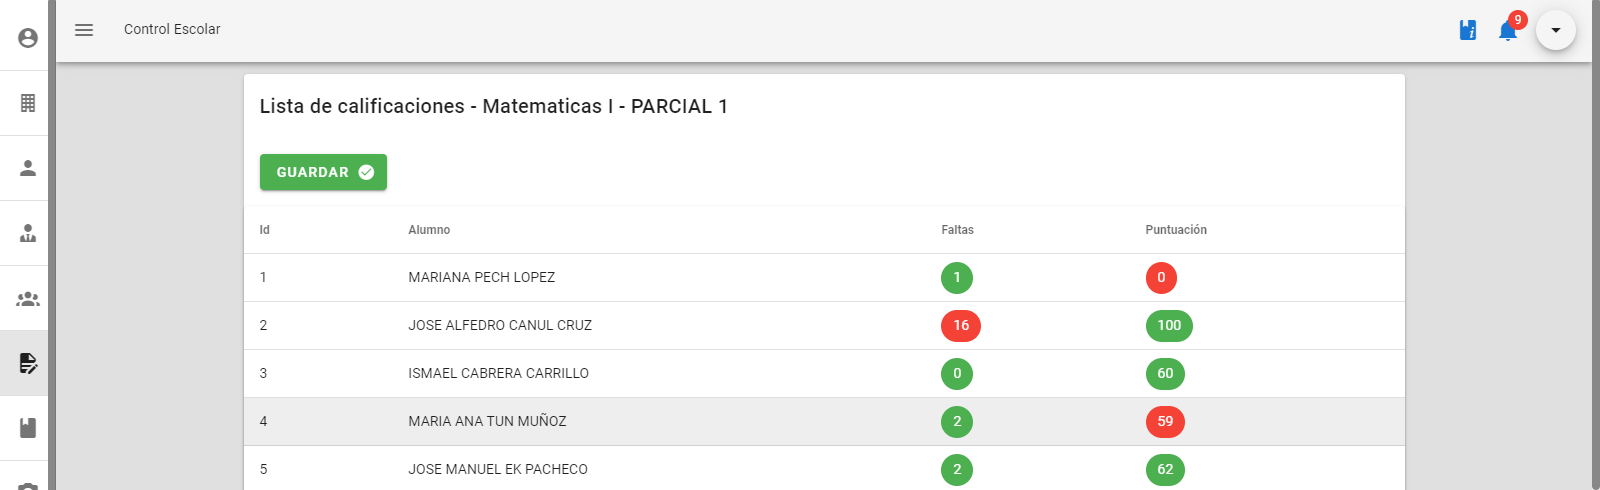 Control Escolar
9
Lista de calificaciones - Matematicas I - PARCIAL 1
GUARDAR
Id Alumno Faltas Puntuación
1 MARIANA PECH LOPEZ 1 0
2 JOSE ALFEDRO CANUL CRUZ 16 100
3 ISMAEL CABRERA CARRILLO 0 60
4 MARIA ANA TUN MUÑOZ 2 59
5 JOSE MANUEL EK PACHECO 2 62